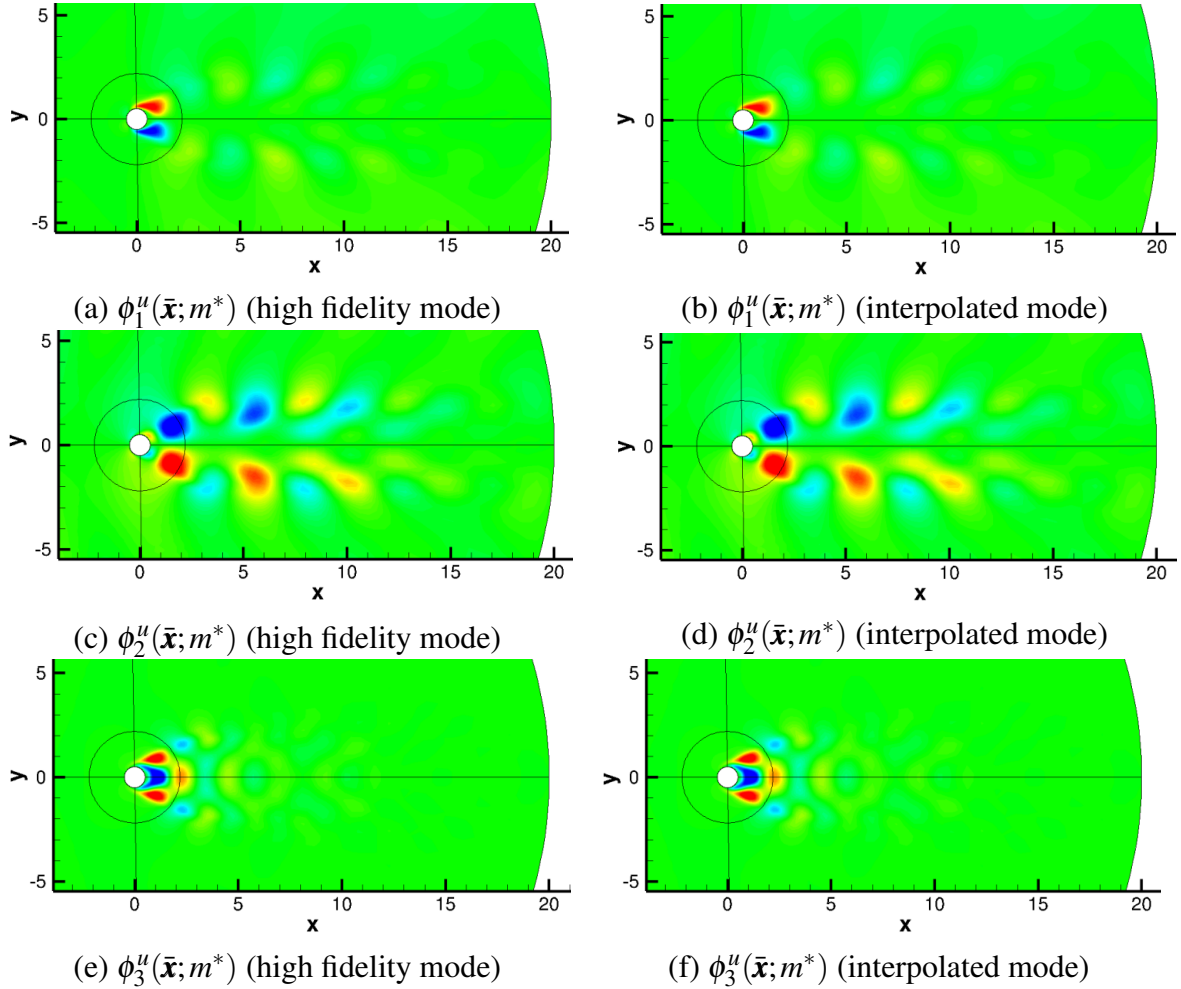 5
0
-5
y
0
5
10
15
20
x
(a) ϕ₁ᵘ(x̄; m*) (high fidelity mode)
5
0
-5
y
0
5
10
15
20
x
(b) ϕ₁ᵘ(x̄; m*) (interpolated mode)
5
0
-5
y
0
5
10
15
20
x
(c) ϕ₂ᵘ(x̄; m*) (high fidelity mode)
5
0
-5
y
0
5
10
15
20
x
(d) ϕ₂ᵘ(x̄; m*) (interpolated mode)
5
0
-5
y
0
5
10
15
20
x
(e) ϕ₃ᵘ(x̄; m*) (high fidelity mode)
5
0
-5
y
0
5
10
15
20
x
(f) ϕ₃ᵘ(x̄; m*) (interpolated mode)